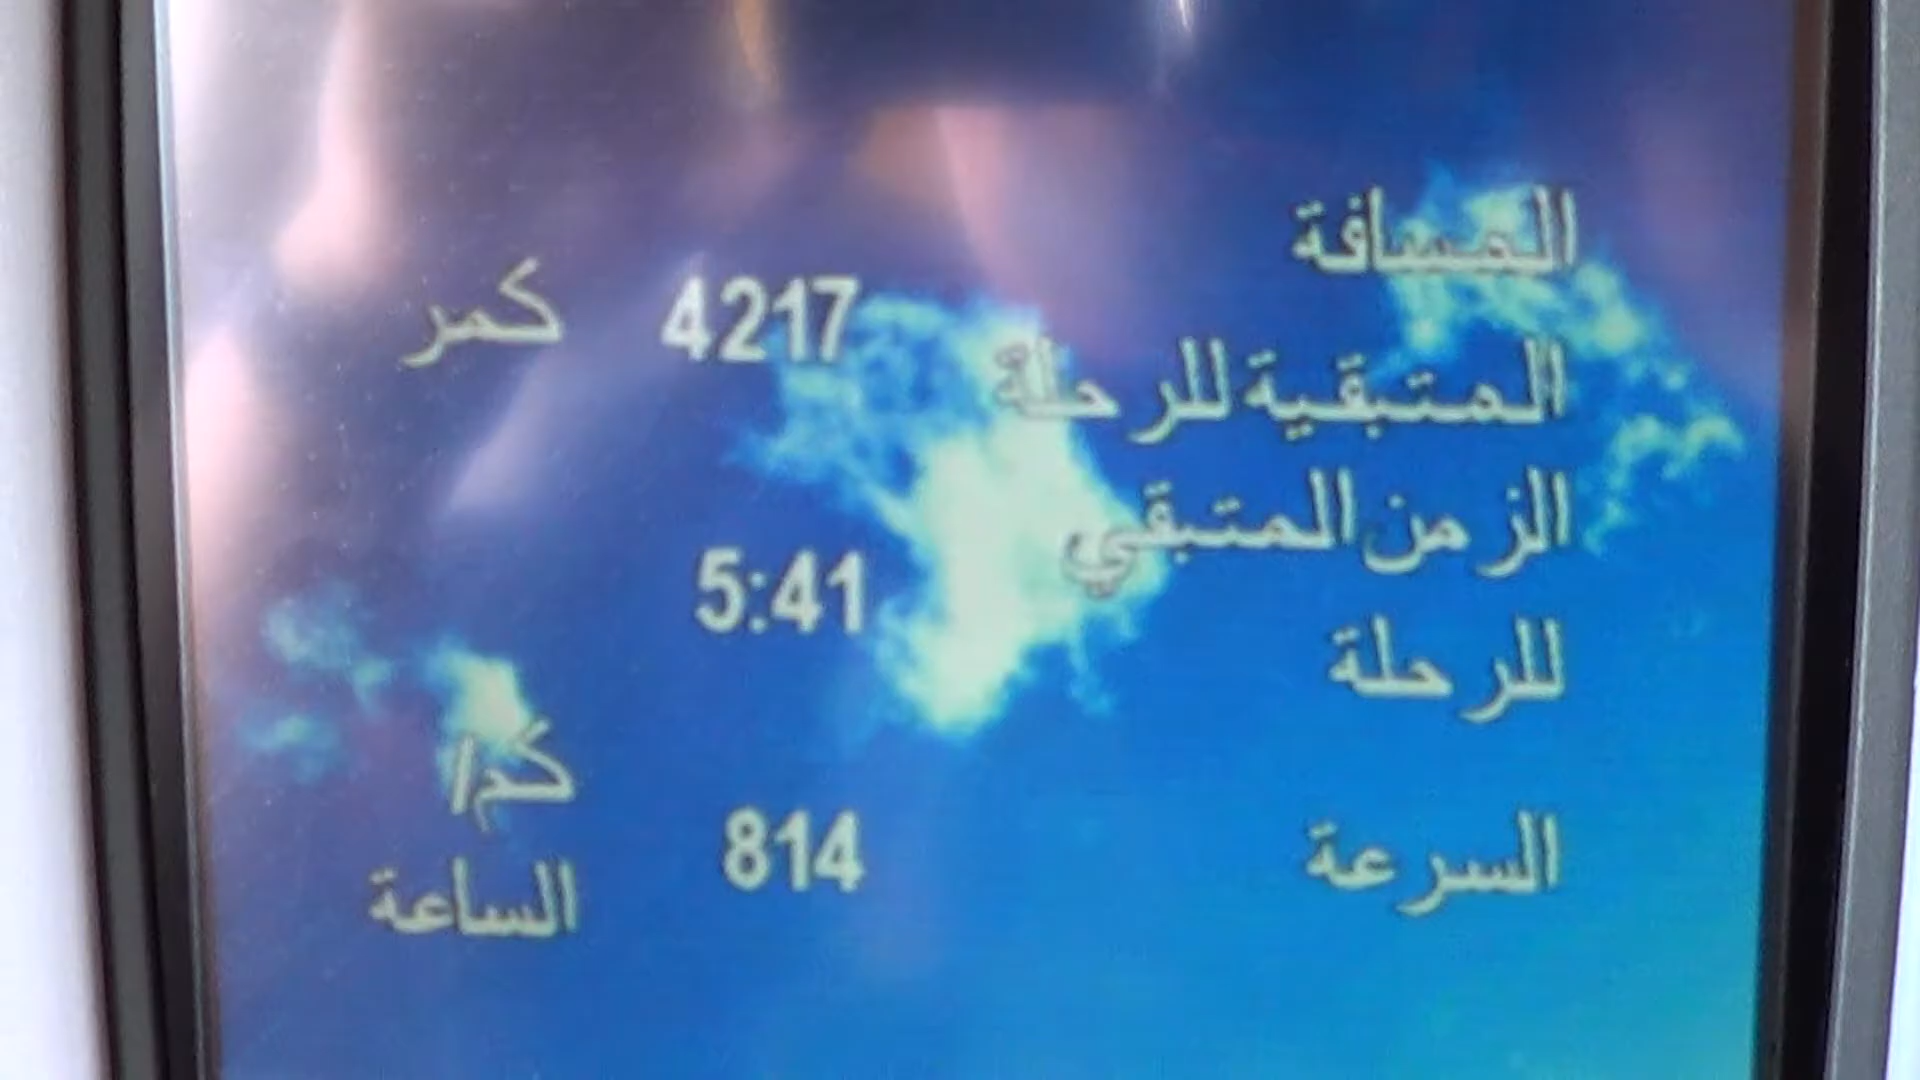 المسافة
المتبقية للرحلة 4217 كمر
الزمن المتبقي
للرحلة 5:41
السرعة 814 كم/
الساعة